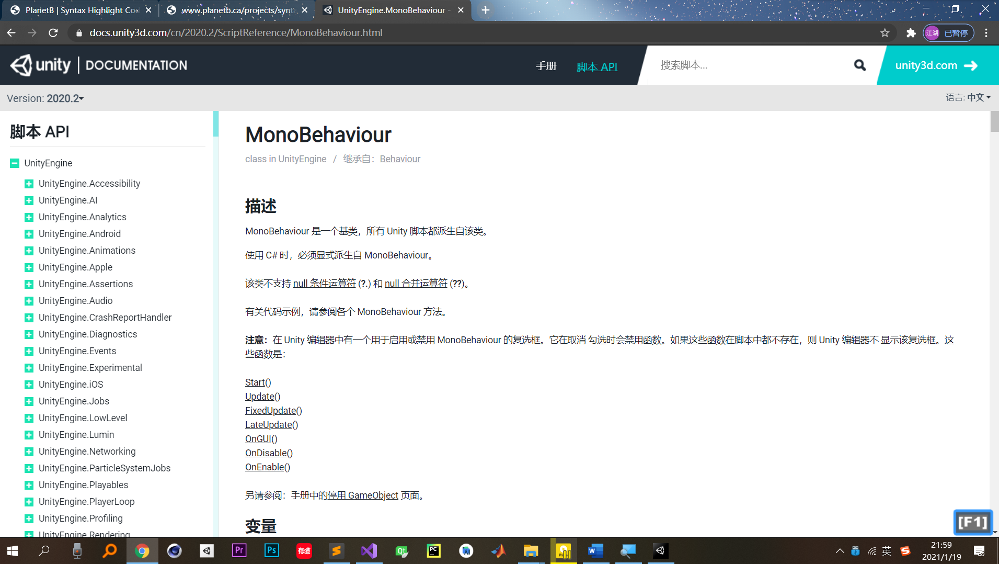 PlanetB | Syntax Highlight Co
www.planetb.ca/projects/synt
UnityEngine.MonoBehaviour -
docs.unity3d.com/cn/2020.2/ScriptReference/MonoBehaviour.html
江湖 已暂停
unity | DOCUMENTATION
手册
脚本 API
搜索脚本...
unity3d.com
Version: 2020.2
语言: 中文
脚本 API
UnityEngine
UnityEngine.Accessibility
UnityEngine.AI
UnityEngine.Analytics
UnityEngine.Android
UnityEngine.Animations
UnityEngine.Apple
UnityEngine.Assertions
UnityEngine.Audio
UnityEngine.CrashReportHandler
UnityEngine.Diagnostics
UnityEngine.Events
UnityEngine.Experimental
UnityEngine.iOS
UnityEngine.Jobs
UnityEngine.LowLevel
UnityEngine.Lumin
UnityEngine.Networking
UnityEngine.ParticleSystemJobs
UnityEngine.Playables
UnityEngine.PlayerLoop
UnityEngine.Profiling
UnityEngine.Rendering
MonoBehaviour
class in UnityEngine / 继承自：Behaviour
描述
MonoBehaviour 是一个基类，所有 Unity 脚本都派生自该类。
使用 C# 时，必须显式派生自 MonoBehaviour。
该类不支持 null 条件运算符 (?.) 和 null 合并运算符 (??)。
有关代码示例，请参阅各个 MonoBehaviour 方法。
注意：在 Unity 编辑器中有一个用于启用或禁用 MonoBehaviour 的复选框。它在取消 勾选时会禁用函数。如果这些函数在脚本中都不存在，则 Unity 编辑器不 显示该复选框。这
些函数是：
Start()
Update()
FixedUpdate()
LateUpdate()
OnGUI()
OnDisable()
OnEnable()
另请参阅：手册中的停用 GameObject 页面。
变量
[F1]
Pr
Ps
有道
Qt
PC
W
英
S
21:59
2021/1/19